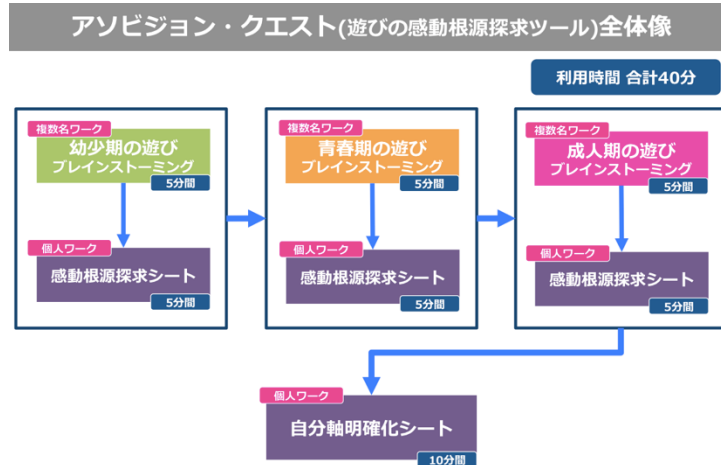 アソビジョン・クエスト(遊びの感動根源探求ツール)全体像
利用時間 合計40分
複数名ワーク
幼少期の遊び
ブレインストーミング
5分間
個人ワーク
感動根源探求シート
5分間
複数名ワーク
青春期の遊び
ブレインストーミング
5分間
個人ワーク
感動根源探求シート
5分間
複数名ワーク
成人期の遊び
ブレインストーミング
5分間
個人ワーク
感動根源探求シート
5分間
個人ワーク
自分軸明確化シート
10分間